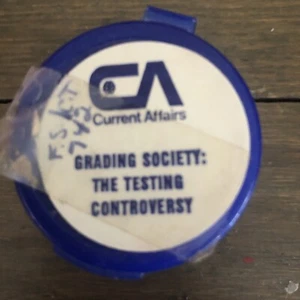 CA
Current Affairs
GRADING SOCIETY:
THE TESTING
CONTROVERSY